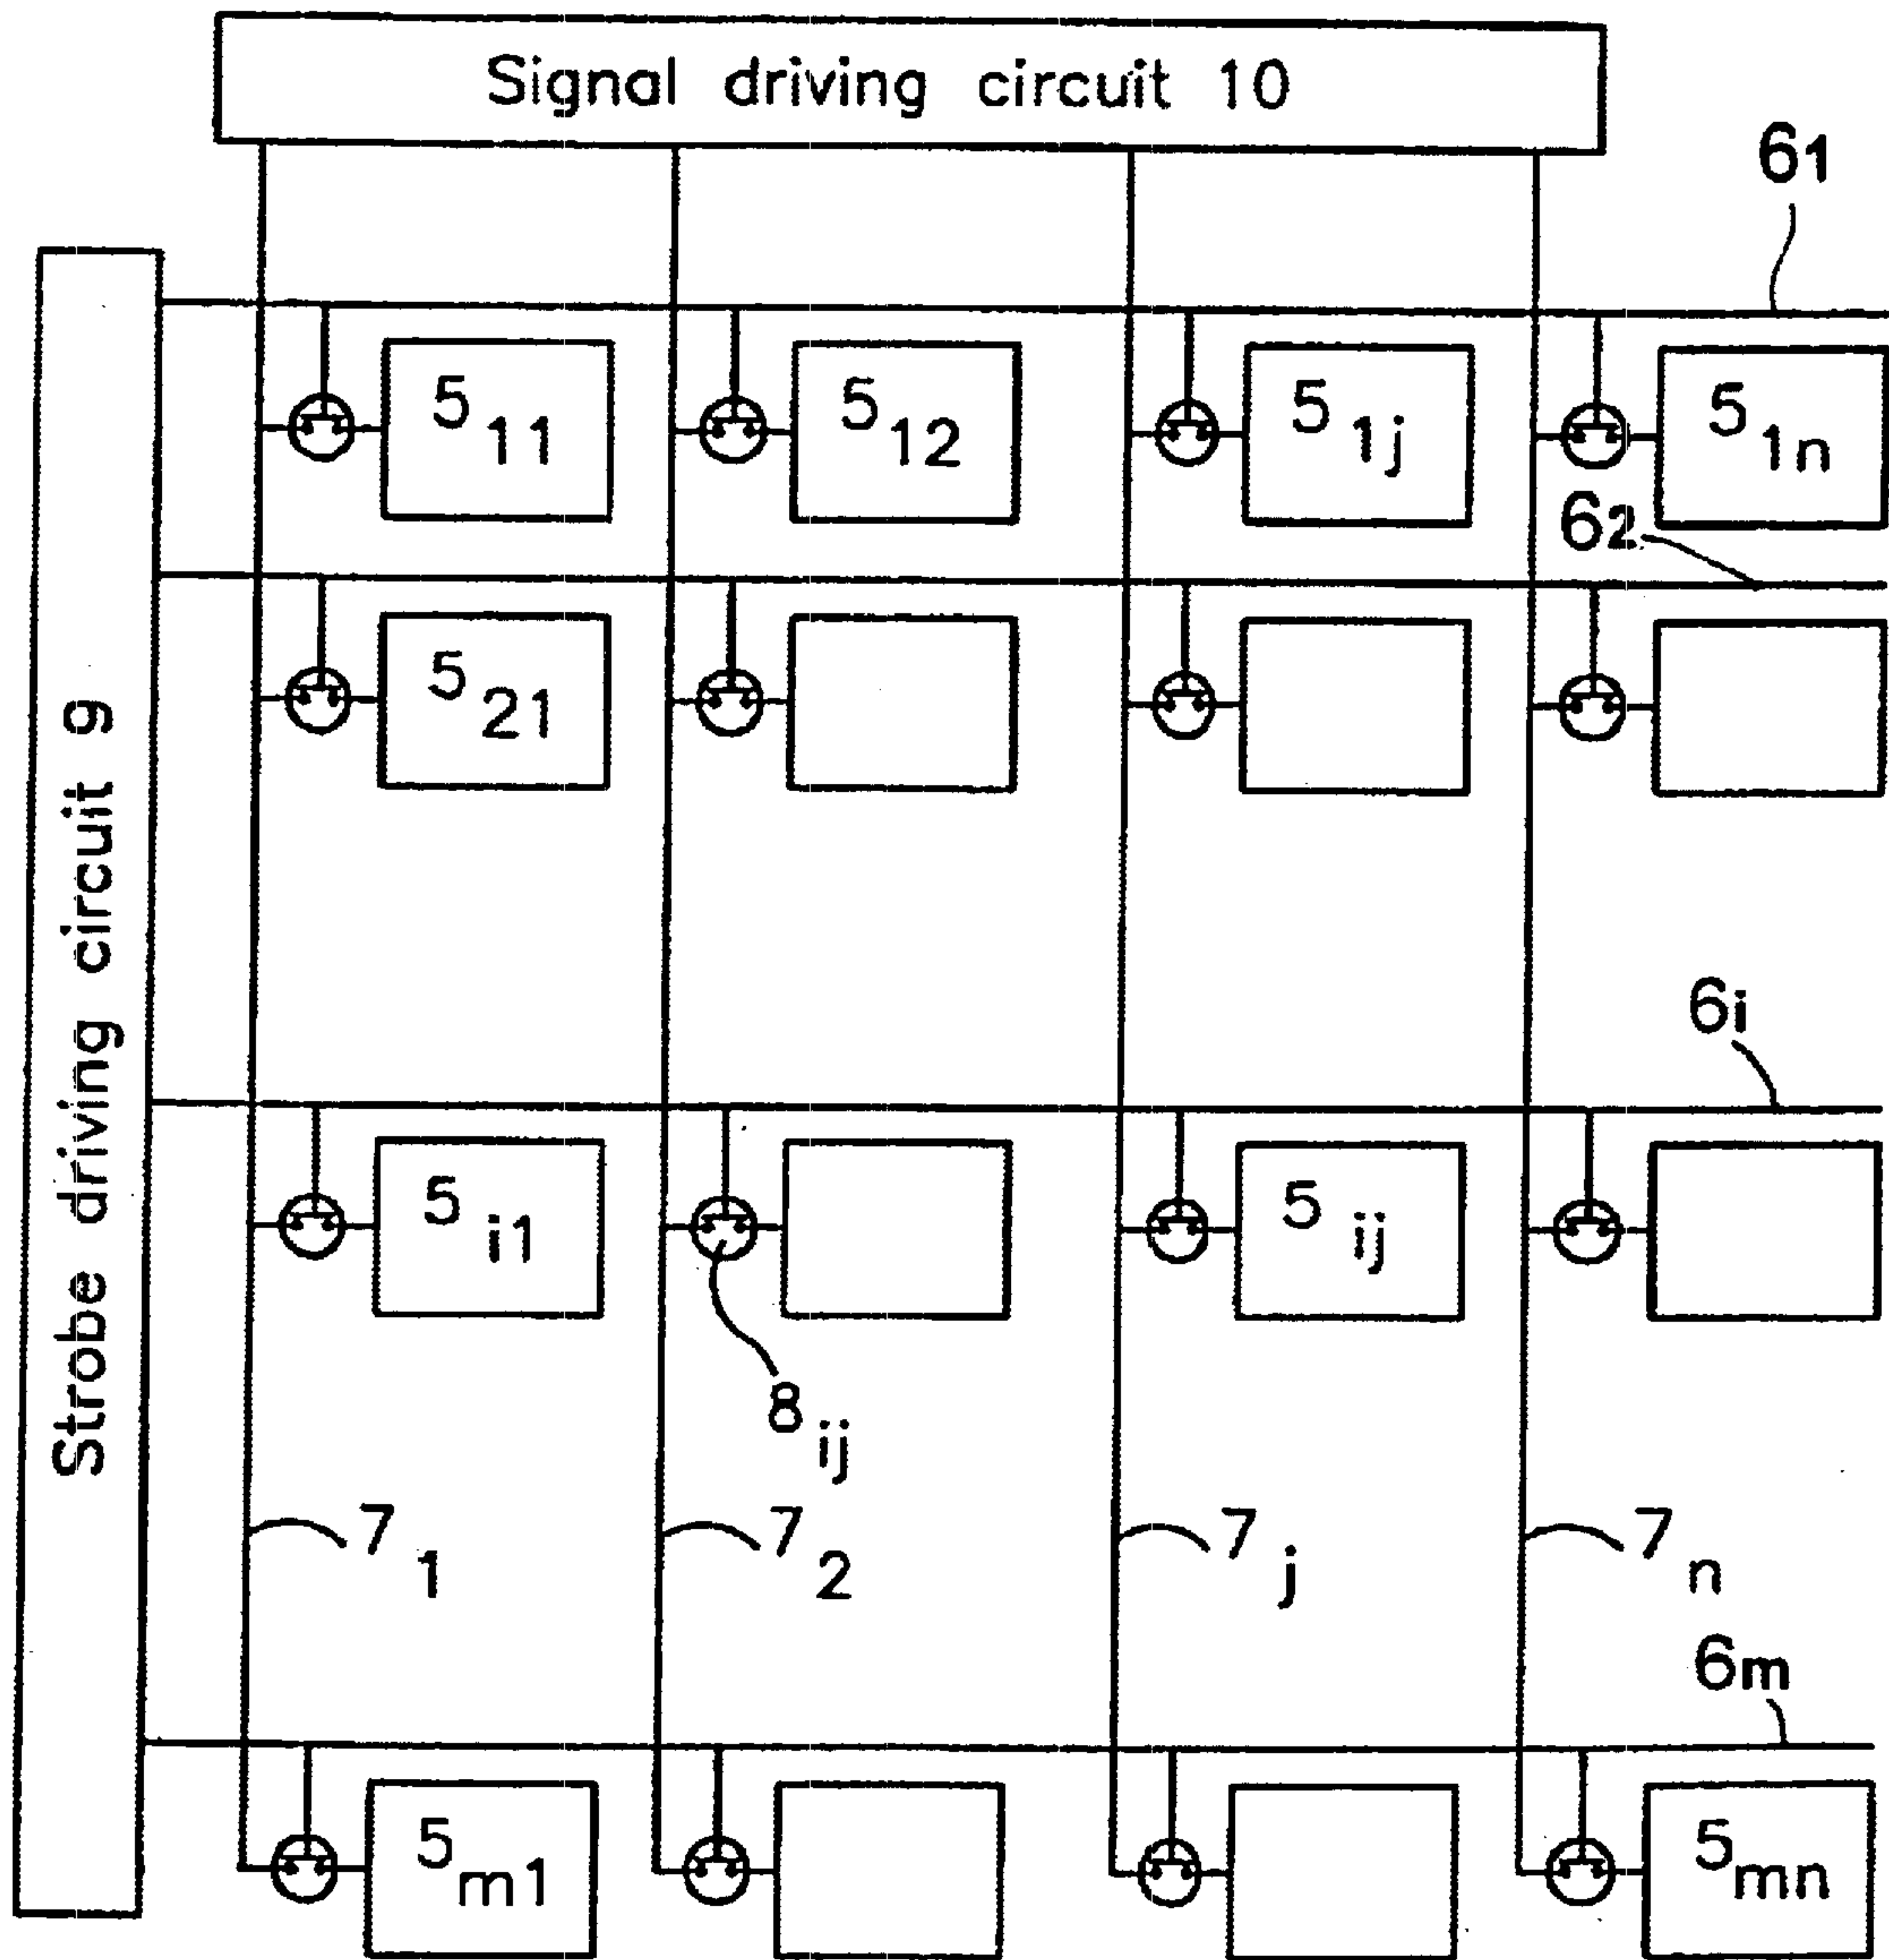 Signal driving circuit 10
6₁
Strobe driving circuit 9
5₁₁ 5₁₂ 5₁ⱼ 5₁ₙ
6₂
5₂₁
6ᵢ
5ᵢ₁ 5ᵢⱼ
8ᵢⱼ
7₁ 7₂ 7ⱼ 7ₙ
6ₘ
5ₘ₁ 5ₘₙ